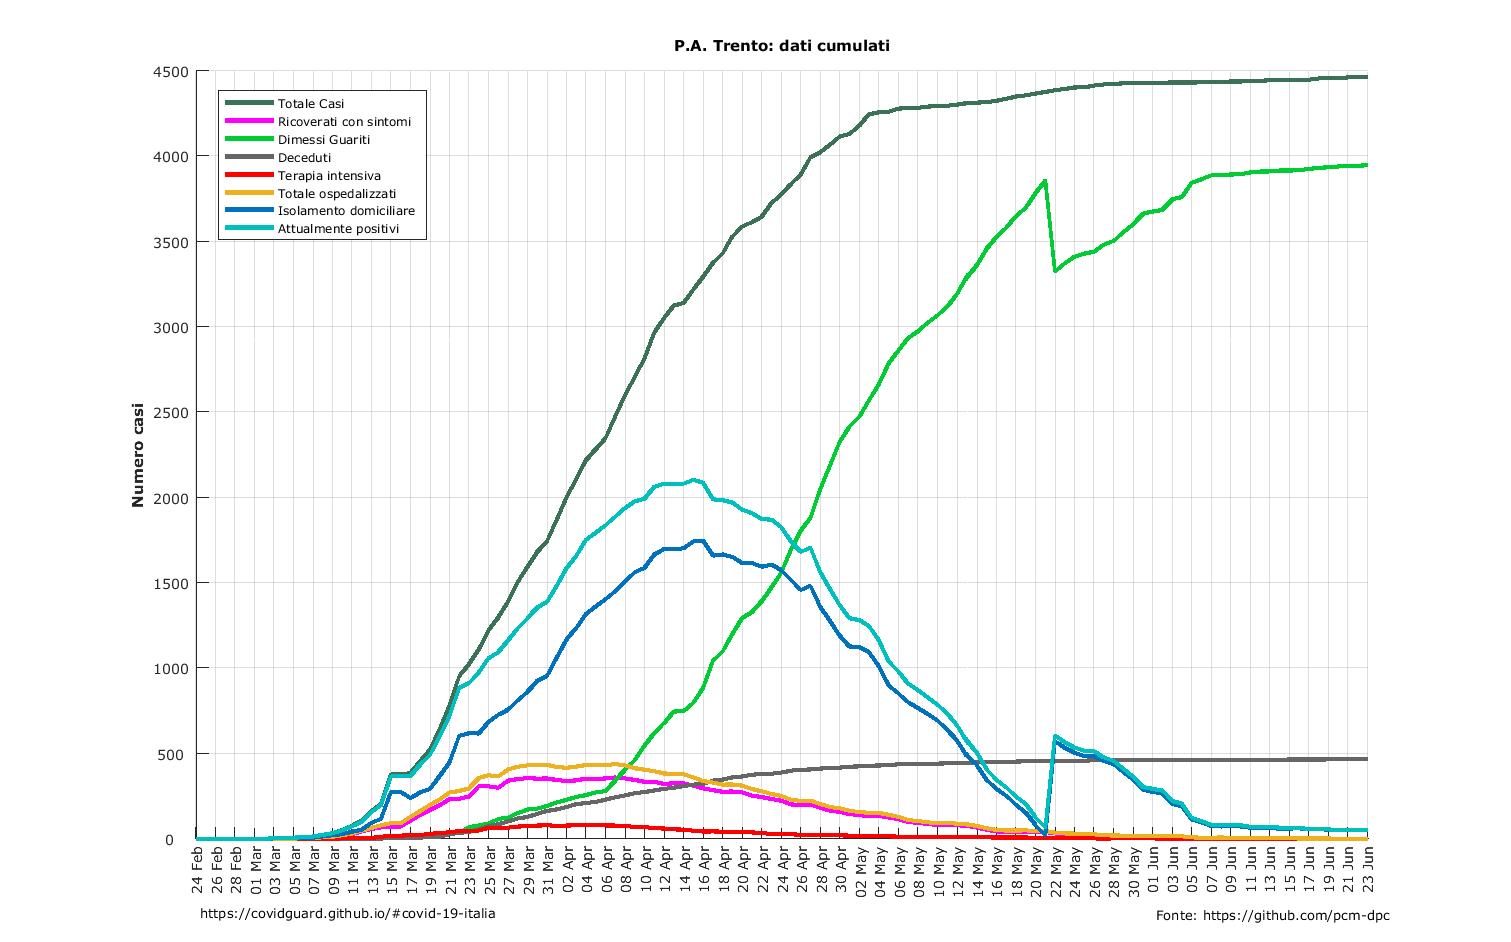 P.A. Trento: dati cumulati
4500
4000
3500
3000
2500
2000
1500
1000
500
0
Numero casi
Totale Casi
Ricoverati con sintomi
Dimessi Guariti
Deceduti
Terapia intensiva
Totale ospedalizzati
Isolamento domiciliare
Attualmente positivi
24 Feb
26 Feb
28 Feb
01 Mar
03 Mar
05 Mar
07 Mar
09 Mar
11 Mar
13 Mar
15 Mar
17 Mar
19 Mar
21 Mar
23 Mar
25 Mar
27 Mar
29 Mar
31 Mar
02 Apr
04 Apr
06 Apr
08 Apr
10 Apr
12 Apr
14 Apr
16 Apr
18 Apr
20 Apr
22 Apr
24 Apr
26 Apr
28 Apr
30 Apr
02 May
04 May
06 May
08 May
10 May
12 May
14 May
16 May
18 May
20 May
22 May
24 May
26 May
28 May
30 May
01 Jun
03 Jun
05 Jun
07 Jun
09 Jun
11 Jun
13 Jun
15 Jun
17 Jun
19 Jun
21 Jun
23 Jun
https://covidguard.github.io/#covid-19-italia
Fonte: https://github.com/pcm-dpc